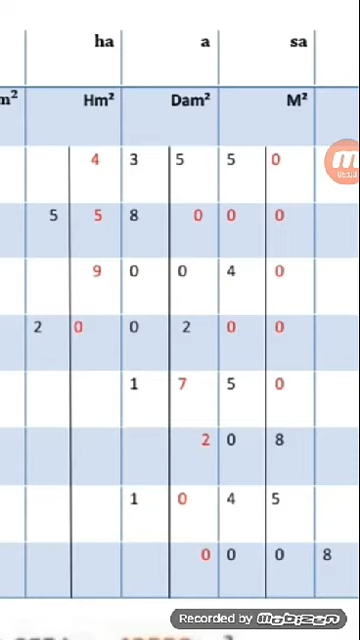 ha a sa
m² Hm² Dam² M²
4 3 5 5 0
5 5 8 0 0 0
9 0 0 4 0
2 0 0 2 0 0
1 7 5 0
2 0 8
1 0 4 5
0 0 0 8
Recorded by mobizen